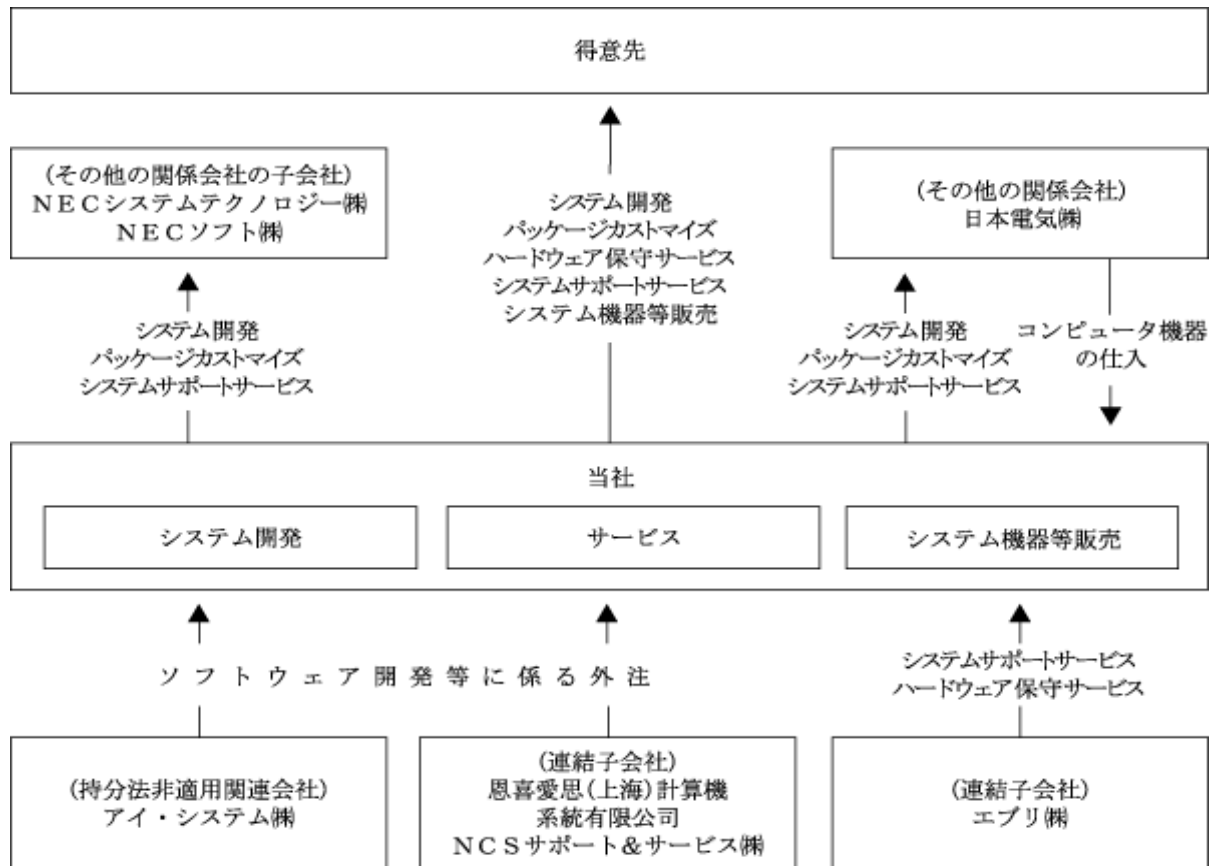 得意先
(その他の関係会社の子会社)
ＮＥＣシステムテクノロジー㈱
ＮＥＣソフト㈱
システム開発
パッケージカストマイズ
ハードウェア保守サービス
システムサポートサービス
システム機器等販売
(その他の関係会社)
日本電気㈱
システム開発
パッケージカストマイズ
システムサポートサービス
システム開発
パッケージカストマイズ
システムサポートサービス
コンピュータ機器
の仕入
当社
システム開発
サービス
システム機器等販売
ソフトウェア開発等に係る外注
システムサポートサービス
ハードウェア保守サービス
(持分法非適用関連会社)
アイ・システム㈱
(連結子会社)
恩喜愛思(上海)計算機
系統有限公司
ＮＣＳサポート＆サービス㈱
(連結子会社)
エブリ㈱